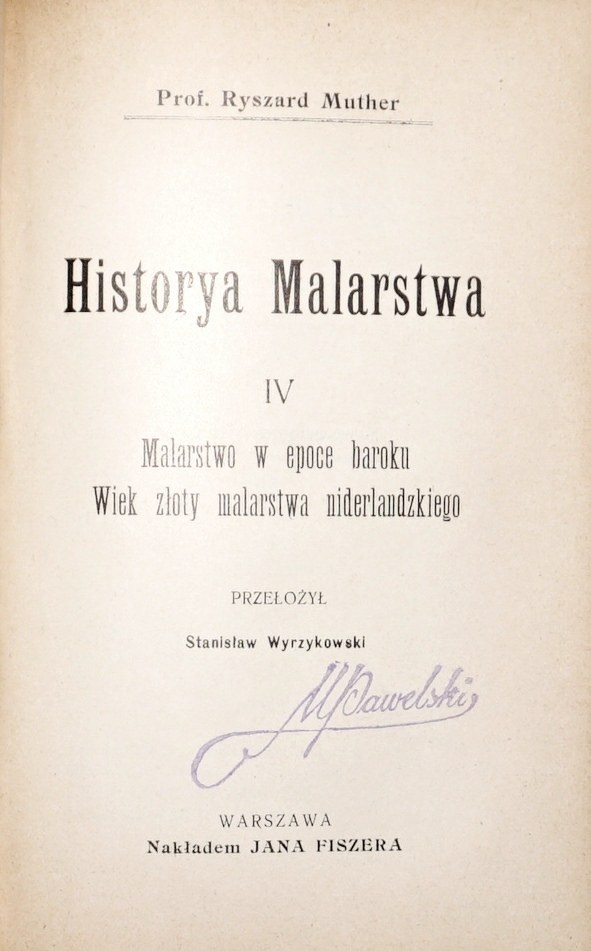 Prof. Ryszard Muther
Historya Malarstwa
IV
Malarstwo w epoce baroku
Wiek złoty malarstwa niderlandzkiego
PRZEŁOŻYŁ
Stanisław Wyrzykowski
Pawelski
WARSZAWA
Nakładem JANA FISZERA